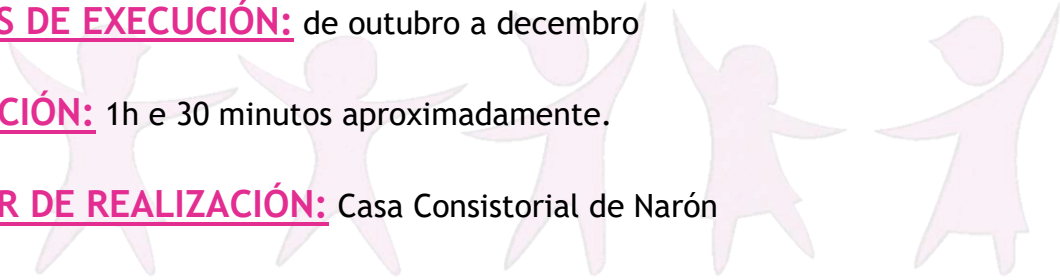 S DE EXECUCIÓN: de outubro a decembro
CIÓN: 1h e 30 minutos aproximadamente.
R DE REALIZACIÓN: Casa Consistorial de Narón